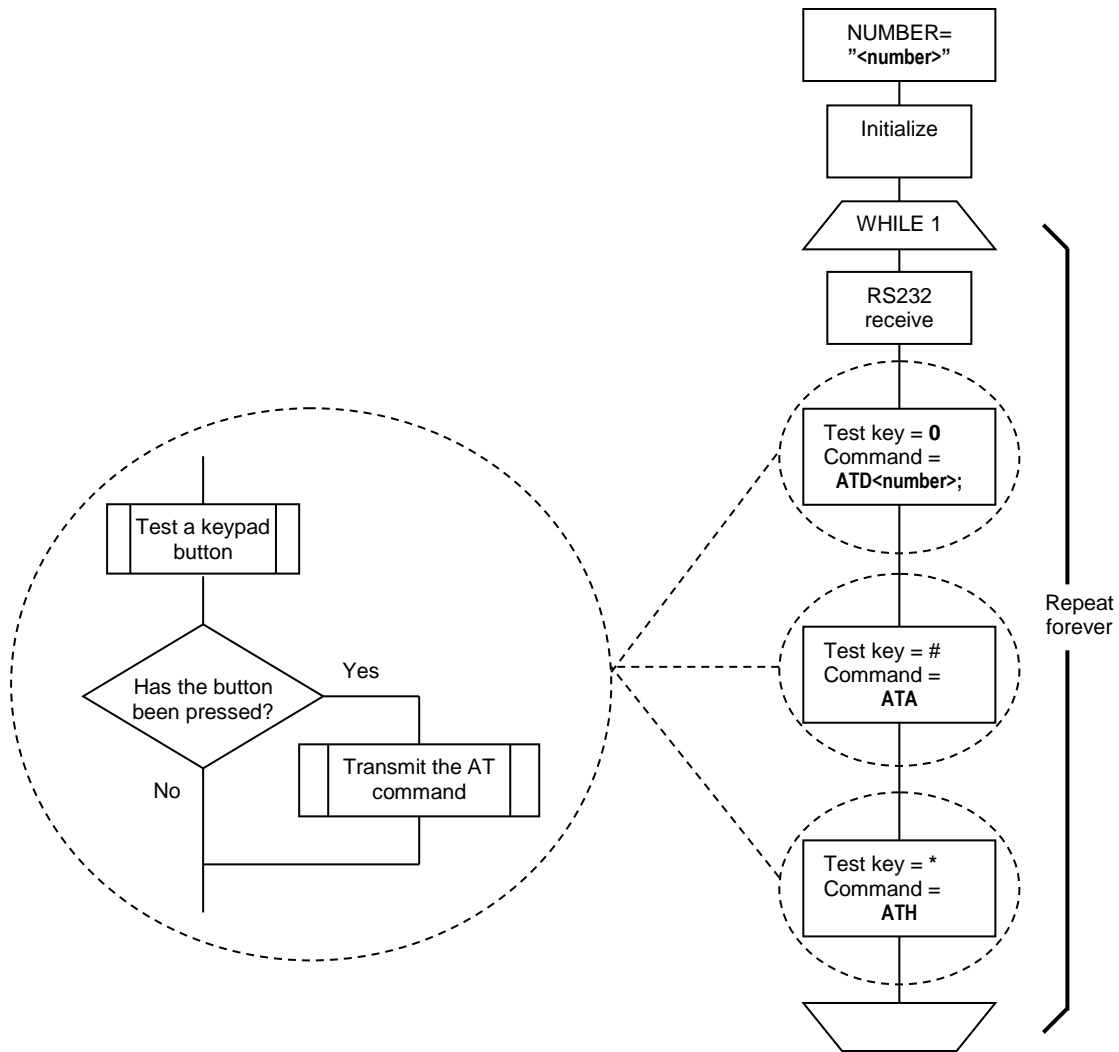 NUMBER=
”<number>”
Initialize
WHILE 1
RS232
receive
Test key = 0
Command =
ATD<number>;
Test key = #
Command =
ATA
Test key = *
Command =
ATH
Repeat
forever
Test a keypad
button
Has the button
been pressed?
Yes
No
Transmit the AT
command